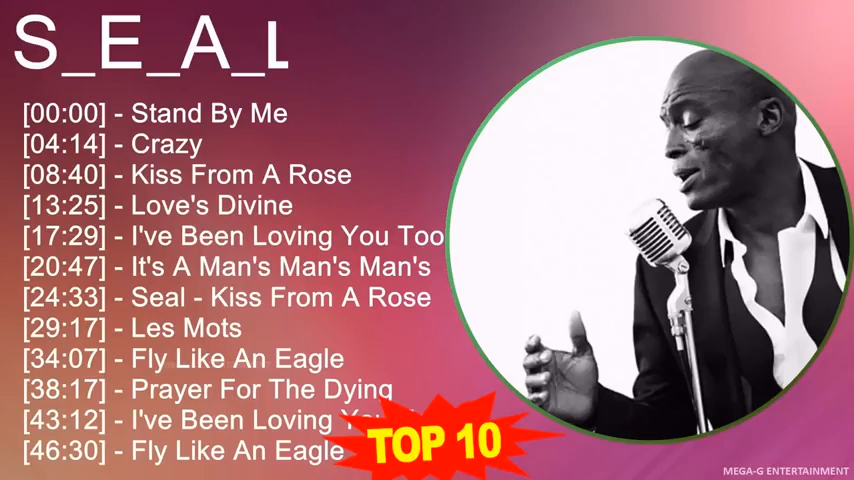 S_E_A_L
[00:00] - Stand By Me
[04:14] - Crazy
[08:40] - Kiss From A Rose
[13:25] - Love's Divine
[17:29] - I've Been Loving You Too
[20:47] - It's A Man's Man's Man's
[24:33] - Seal - Kiss From A Rose
[29:17] - Les Mots
[34:07] - Fly Like An Eagle
[38:17] - Prayer For The Dying
[43:12] - I've Been Loving
[46:30] - Fly Like An Eagle
TOP 10
MEGA-G ENTERTAINMENT